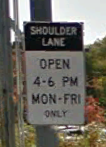 SHOULDER
LANE
OPEN
4-6 PM
MON-FRI
ONLY